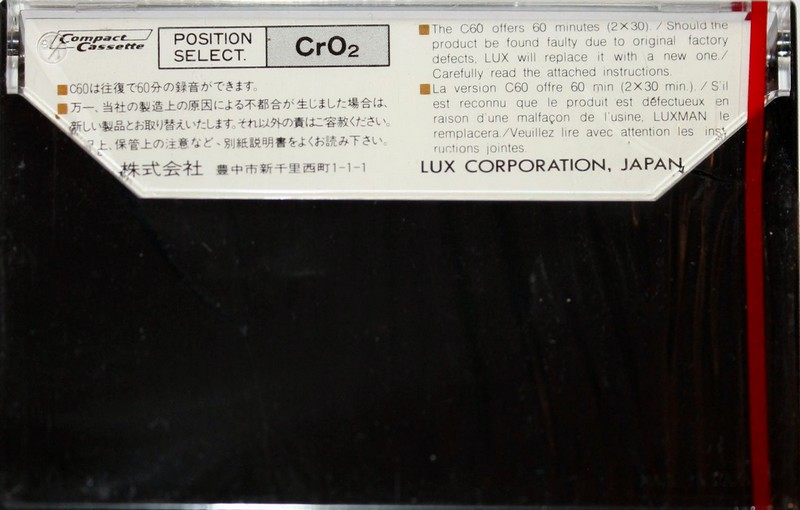 Compact
Cassette
POSITION
SELECT.
CrO2
C60は往復で60分の録音ができます。
万一、当社の製造上の原因による不都合が生じました場合は、
新しい製品とお取り替えいたします。それ以外の責はご容赦ください。
上、保管上の注意など、別紙説明書をよくお読み下さい。
株式会社 豊中市新千里西町1-1-1
The C60 offers 60 minutes (2×30). / Should the
product be found faulty due to original factory
defects, LUX will replace it with a new one /
Carefully read the attached instructions.
La version C60 offre 60 min (2×30 min.). / S'il
est reconnu que le produit est défectueux en
raison d'une malfaçon de l'usine, LUXMAN le
remplacera./Veuillez lire avec attention les inst
ructions jointes.
LUX CORPORATION, JAPAN